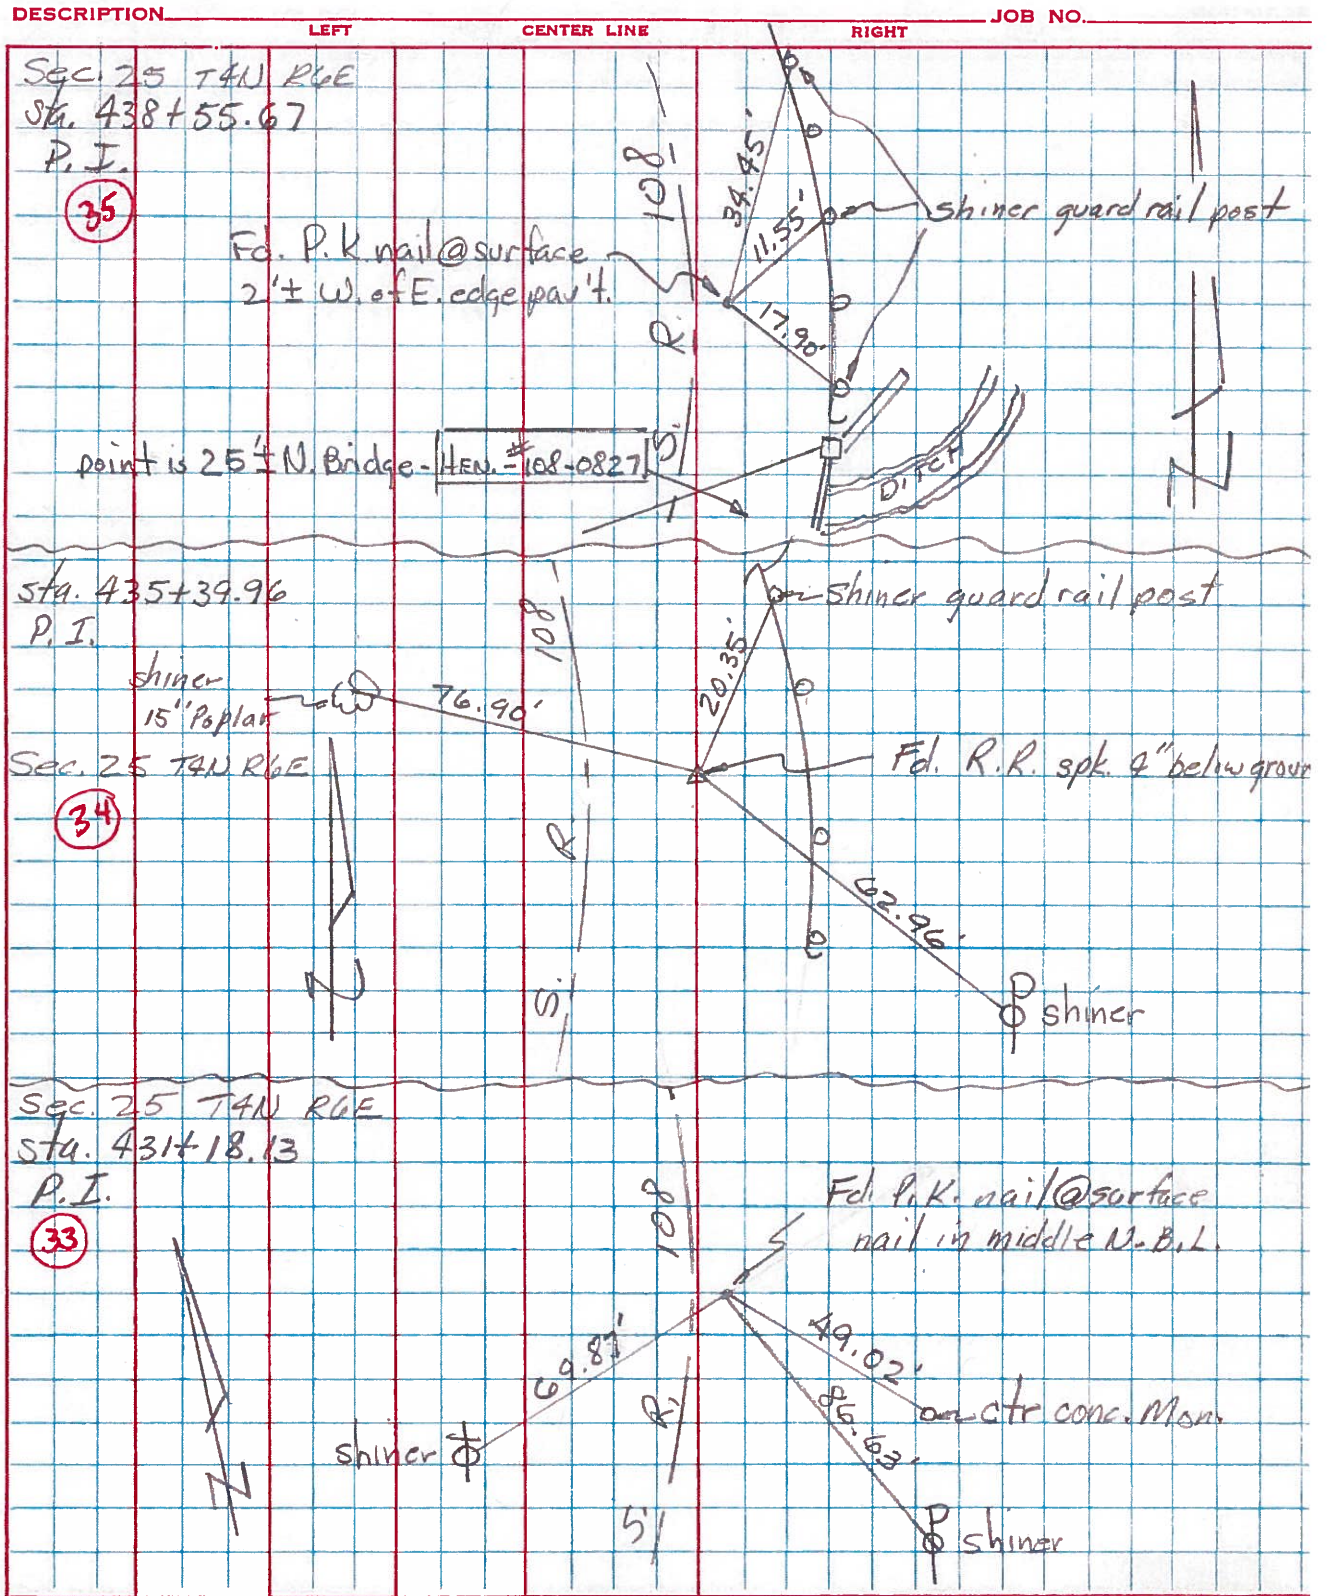 DESCRIPTION JOB NO.
LEFT CENTER LINE RIGHT
Sec. 25 T4N R6E
Sta. 438+55.67
P. I.
35
Fd. P.K. nail@surface
2'± W. of E. edge pav't.
34.45'
11.55'
17.90'
shiner guard rail post
S. R. 108
point is 25'± N. Bridge - HEN. - #108-0827
DITCH
N
sta. 435+39.96
P. I.
shiner
15" Poplar
76.90'
Sec. 25 T4N R6E
34
N
S. R. 108
20.35'
shiner guard rail post
Fd. R.R. spk. 4" below groun
62.96'
P
shiner
Sec. 25 T4N R6E
sta. 431+18.13
P.I.
33
N
S. R. 108
Fd. P.K. nail@surface
nail in middle N.B.L.
69.87'
49.02'
ctr conc. Mon.
shiner
P
shiner